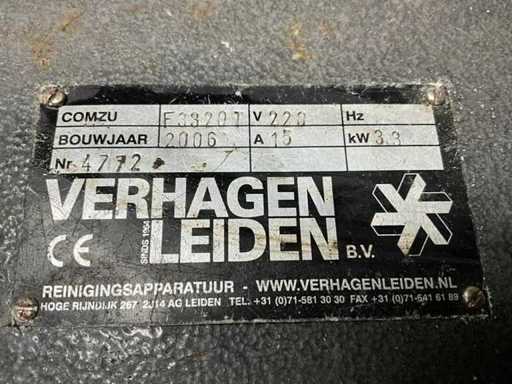 COMZU F3320T V 220 Hz
BOUWJAAR 2006 A 15 kW 3.3
Nr. 4772
VERHAGEN
CE SINDS 1954 LEIDEN B.V.
REINIGINGSAPPARATUUR - WWW.VERHAGENLEIDEN.NL
HOGE RIJNDIJK 267 2314 AG LEIDEN TEL. +31 (0)71-581 30 30 FAX +31 (0)71-541 61 89